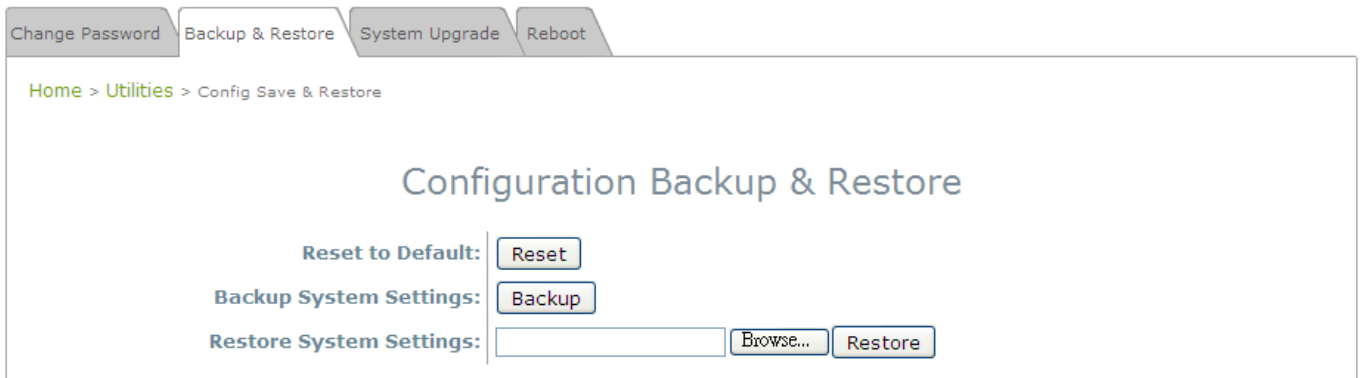 Change Password Backup & Restore System Upgrade Reboot
Home > Utilities > Config Save & Restore
Configuration Backup & Restore
Reset to Default: Reset
Backup System Settings: Backup
Restore System Settings: Browse... Restore